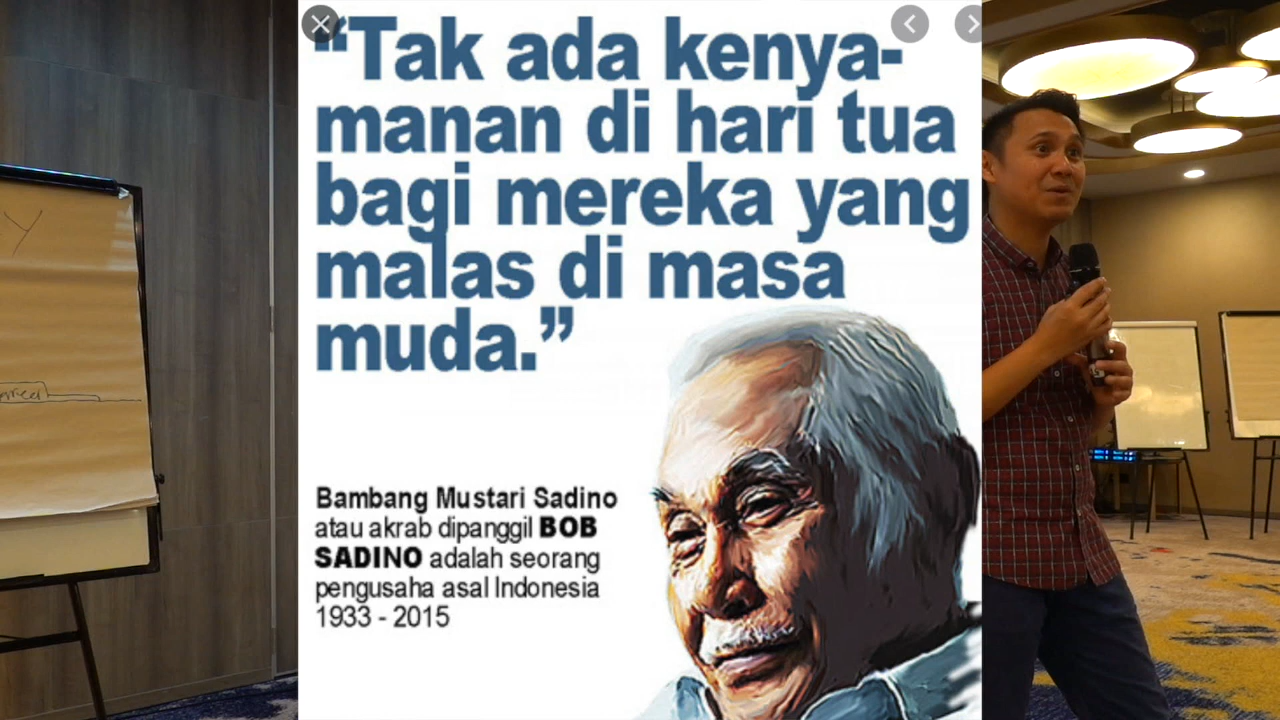 “Tak ada kenya-
manan di hari tua
bagi mereka yang
malas di masa
muda.”
Bambang Mustari Sadino
atau akrab dipanggil BOB
SADINO adalah seorang
pengusaha asal Indonesia
1933 - 2015
Y